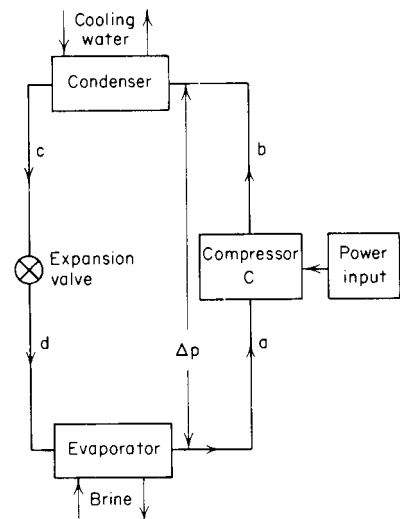 Cooling
water
Condenser
c
b
Expansion
valve
Compressor
C
Power
input
d
Δp
a
Evaporator
Brine